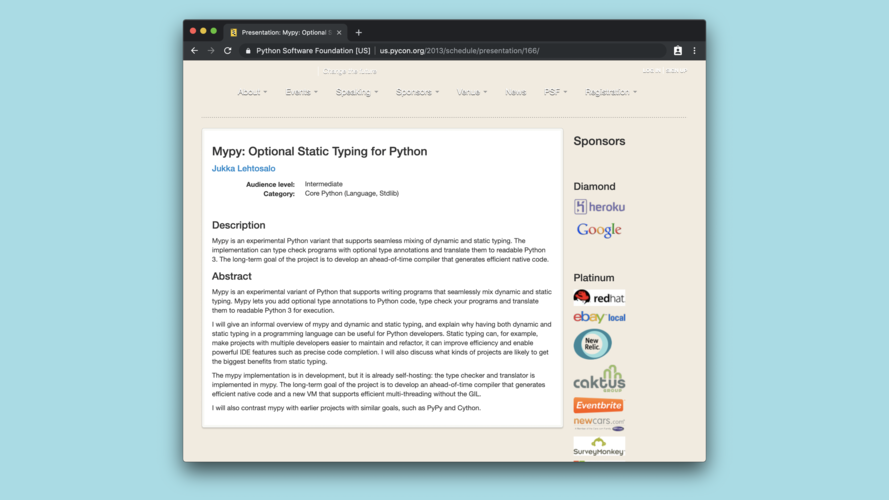 Presentation: Mypy: Optional S
Python Software Foundation [US] | us.pycon.org/2013/schedule/presentation/166/
Change the future
About Events Speaking Sponsors Venue News PSF Registration
Mypy: Optional Static Typing for Python
Jukka Lehtosalo
Audience level: Intermediate
Category: Core Python (Language, Stdlib)
Description
Mypy is an experimental Python variant that supports seamless mixing of dynamic and static typing. The
implementation can type check programs with optional type annotations and translate them to readable Python
3. The long-term goal of the project is to develop an ahead-of-time compiler that generates efficient native code.
Abstract
Mypy is an experimental variant of Python that supports writing programs that seamlessly mix dynamic and static
typing. Mypy lets you add optional type annotations to Python code, type check your programs and translate
them to readable Python 3 for execution.
I will give an informal overview of mypy and dynamic and static typing, and explain why having both dynamic and
static typing in a programming language can be useful for Python developers. Static typing can, for example,
make projects with multiple developers easier to maintain and refactor, it can improve efficiency and enable
powerful IDE features such as precise code completion. I will also discuss what kinds of projects are likely to get
the biggest benefits from static typing.
The mypy implementation is in development, but it is already self-hosting: the type checker and translator is
implemented in mypy. The long-term goal of the project is to develop an ahead-of-time compiler that generates
efficient native code and a new VM that supports efficient multi-threading without the GIL.
I will also contrast mypy with earlier projects with similar goals, such as PyPy and Cython.
Sponsors
Diamond
heroku
Google
Platinum
redhat.
ebay local
New
Relic.
caktus
GROUP
Eventbrite
newcars.com
SurveyMonkey